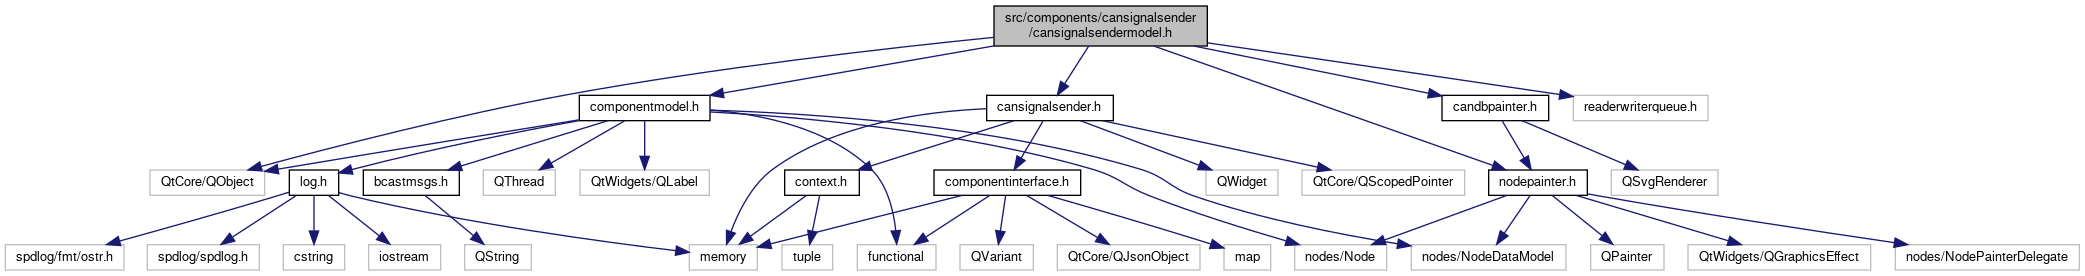 src/components/cansignalsender
/cansignalsendermodel.h
componentmodel.h
cansignalsender.h
candbpainter.h
readerwriterqueue.h
QtCore/QObject
log.h
bcastmsgs.h
QThread
QtWidgets/QLabel
context.h
componentinterface.h
QWidget
QtCore/QScopedPointer
nodepainter.h
QSvgRenderer
spdlog/fmt/ostr.h
spdlog/spdlog.h
cstring
iostream
QString
memory
tuple
functional
QVariant
QtCore/QJsonObject
map
nodes/Node
nodes/NodeDataModel
QPainter
QtWidgets/QGraphicsEffect
nodes/NodePainterDelegate